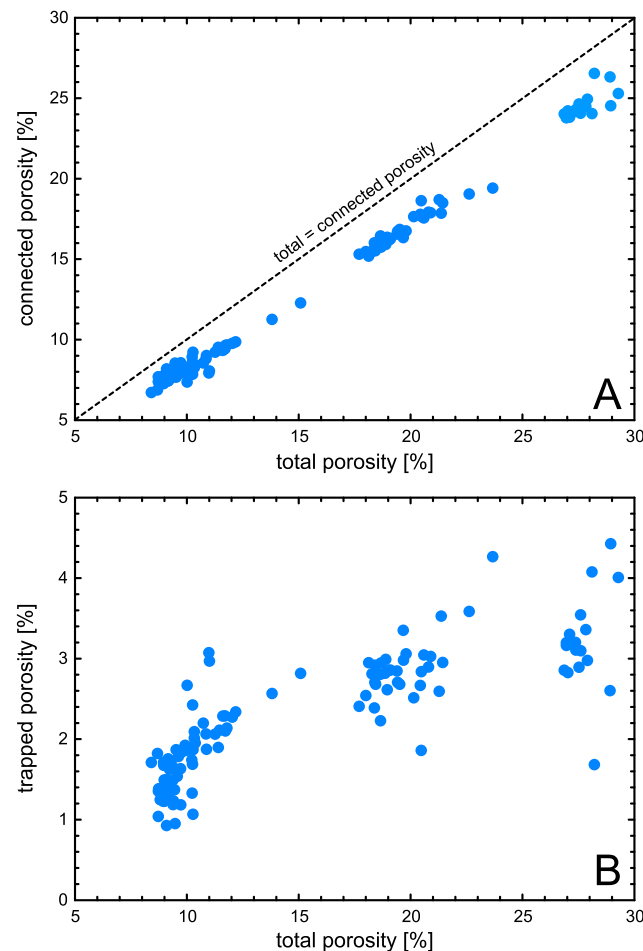 30
25
20
15
10
5
connected porosity [%]
total = connected porosity
A
5 10 15 20 25 30
total porosity [%]
5
4
3
2
1
0
trapped porosity [%]
B
5 10 15 20 25 30
total porosity [%]